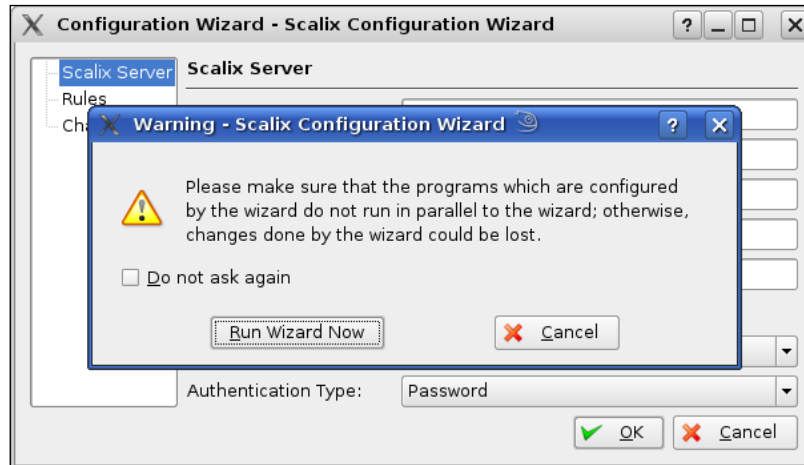 Configuration Wizard - Scalix Configuration Wizard
Scalix Server
Scalix Server
Rules
Warning - Scalix Configuration Wizard
Please make sure that the programs which are configured
by the wizard do not run in parallel to the wizard; otherwise,
changes done by the wizard could be lost.
Do not ask again
Run Wizard Now
Cancel
Authentication Type:
Password
OK
Cancel